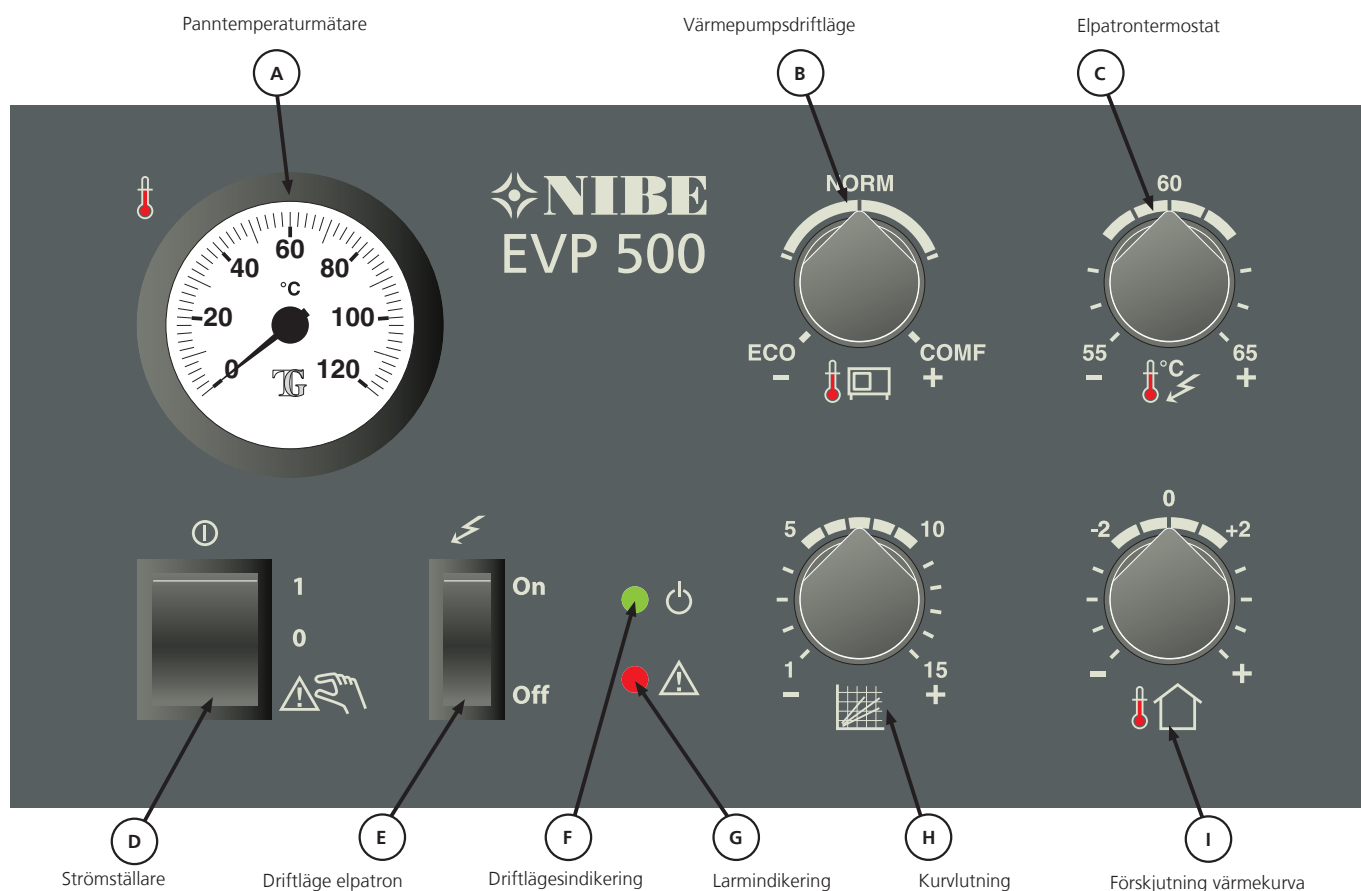 Panntemperaturmätare
Värmepumpsdriftläge
Elpatrontermostat
A
B
C
NIBE
EVP 500
NORM
60
60
40
80
°C
20
100
0
120
TG
ECO
COMF
-
+
55
65
°C
-
+
1
0
On
Off
5
10
1
15
-
+
0
-2
+2
-
+
D
E
F
G
H
I
Strömställare
Driftläge elpatron
Driftlägesindikering
Larmindikering
Kurvlutning
Förskjutning värmekurva